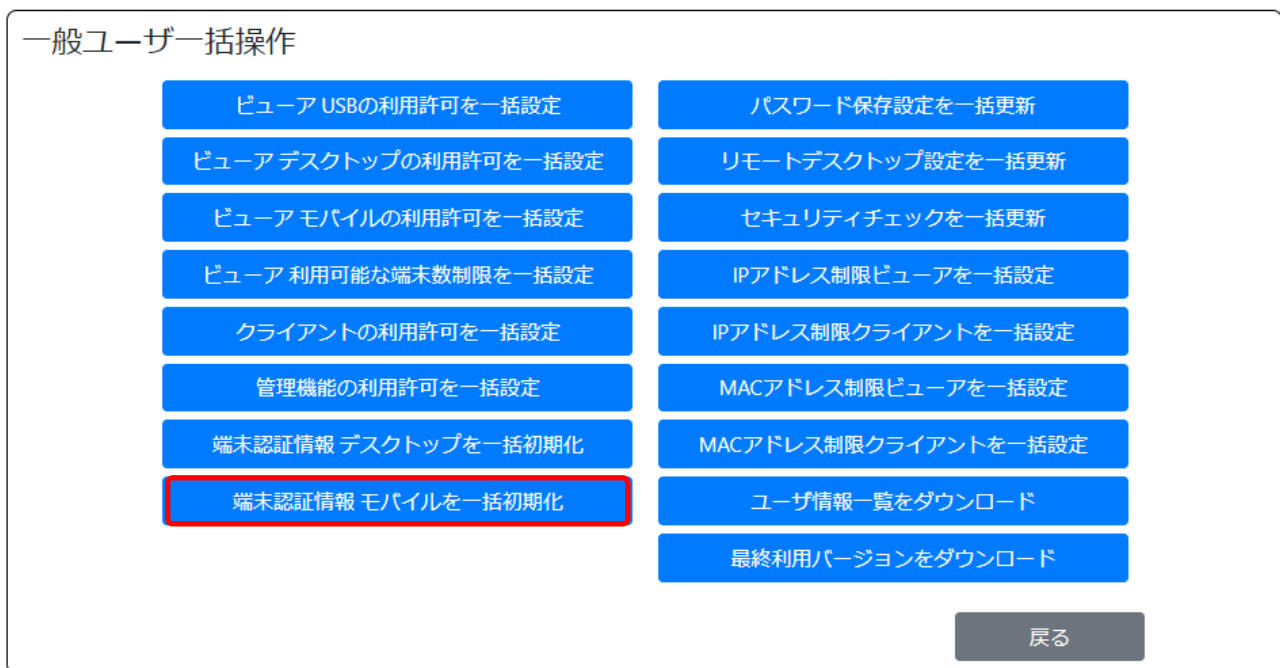 一般ユーザ一括操作
ビューア USBの利用許可を一括設定
ビューア デスクトップの利用許可を一括設定
ビューア モバイルの利用許可を一括設定
ビューア 利用可能な端末数制限を一括設定
クライアントの利用許可を一括設定
管理機能の利用許可を一括設定
端末認証情報 デスクトップを一括初期化
端末認証情報 モバイルを一括初期化
パスワード保存設定を一括更新
リモートデスクトップ設定を一括更新
セキュリティチェックを一括更新
IPアドレス制限ビューアを一括設定
IPアドレス制限クライアントを一括設定
MACアドレス制限ビューアを一括設定
MACアドレス制限クライアントを一括設定
ユーザ情報一覧をダウンロード
最終利用バージョンをダウンロード
戻る